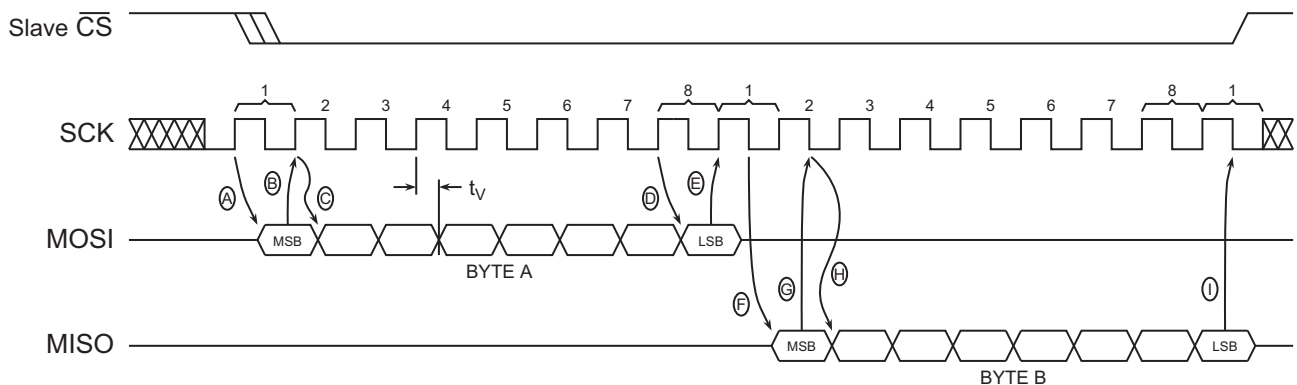 Slave CS
1 8 1 8 1
2 3 4 5 6 7 2 3 4 5 6 7
SCK
A B C tV D E
MOSI MSB LSB
BYTE A
F G H I
MISO MSB LSB
BYTE B